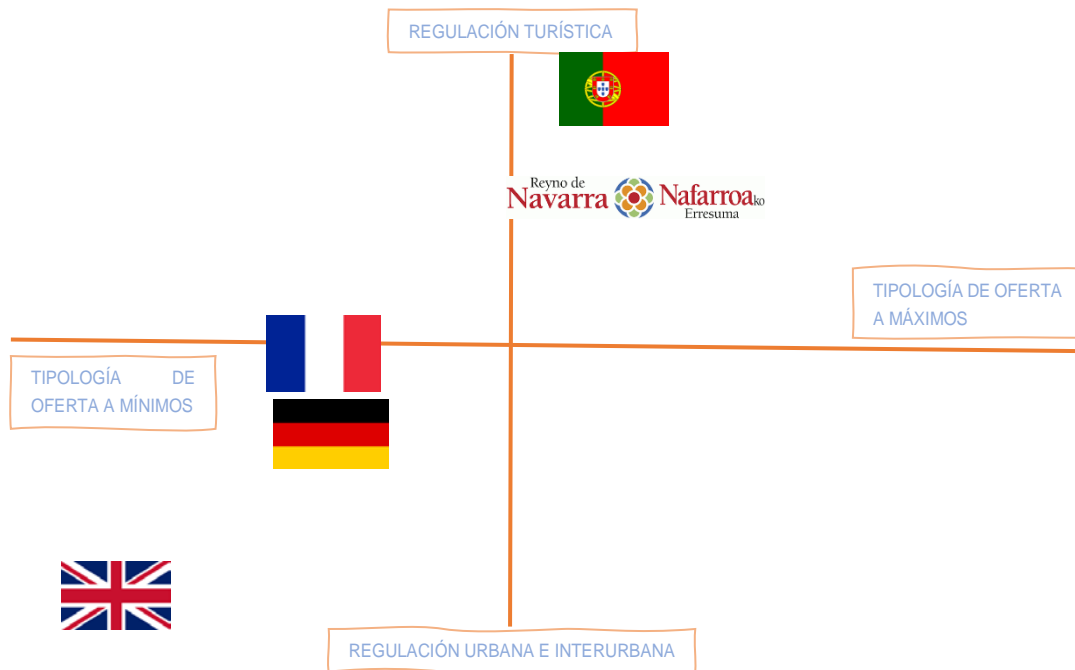 REGULACIÓN TURÍSTICA
Reyno de
Navarra Nafarroako
Erresuma
TIPOLOGÍA DE OFERTA
A MÁXIMOS
TIPOLOGÍA DE
OFERTA A MÍNIMOS
REGULACIÓN URBANA E INTERURBANA